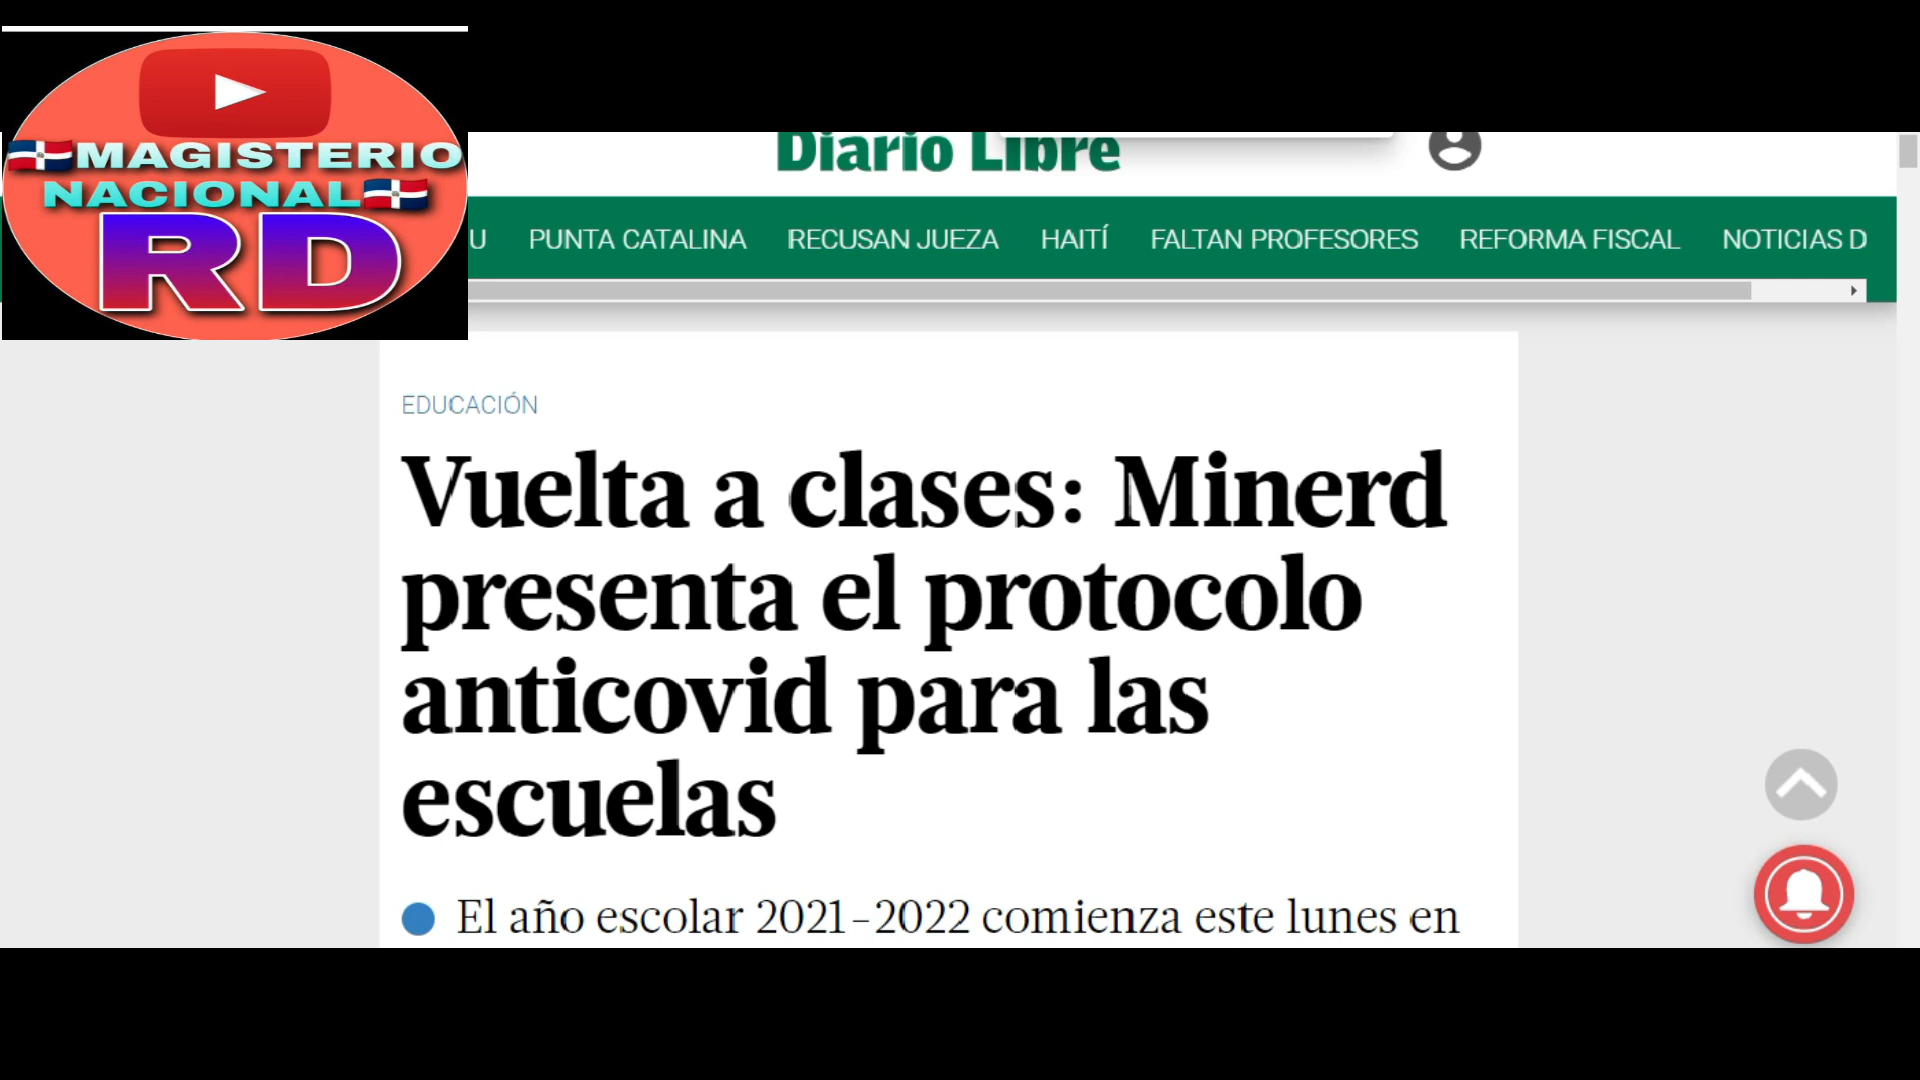 MAGISTERIO
NACIONAL
RD
Diario Libre
U PUNTA CATALINA RECUSAN JUEZA HAITÍ FALTAN PROFESORES REFORMA FISCAL NOTICIAS D
EDUCACIÓN
Vuelta a clases: Minerd
presenta el protocolo
anticovid para las
escuelas
El año escolar 2021-2022 comienza este lunes en